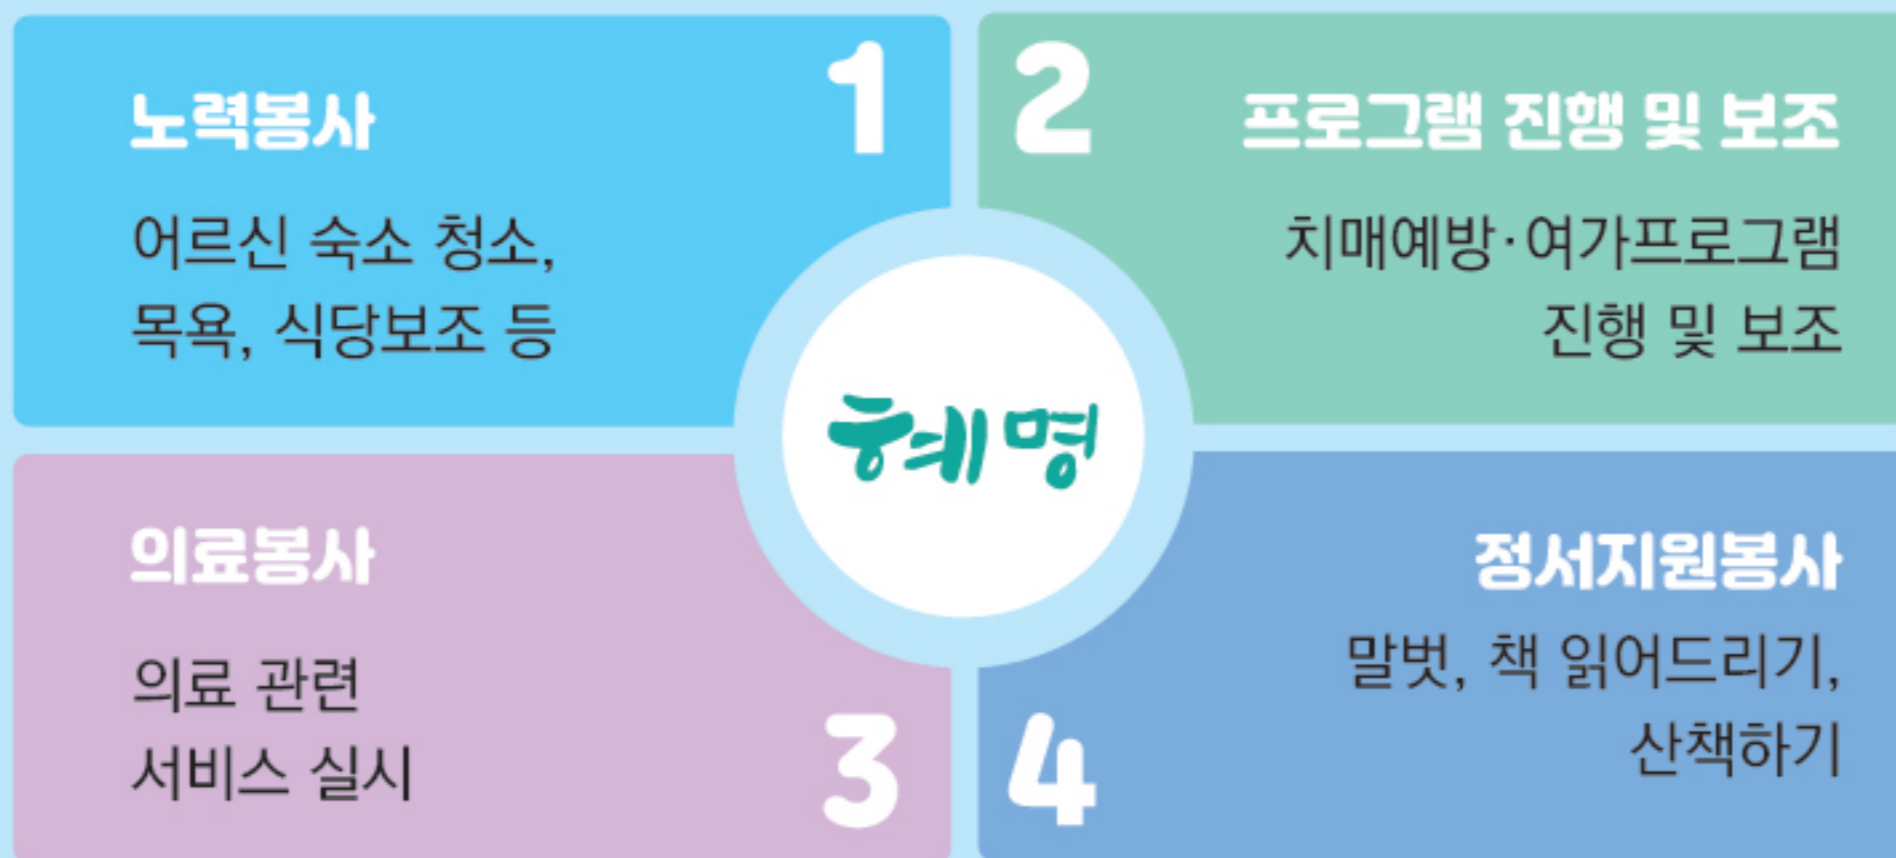 1
노력봉사
어르신 숙소 청소,
목욕, 식당보조 등
2
프로그램 진행 및 보조
치매예방·여가프로그램
진행 및 보조
혜명
의료봉사
의료 관련
서비스 실시
3
정서지원봉사
말벗, 책 읽어드리기,
산책하기
4